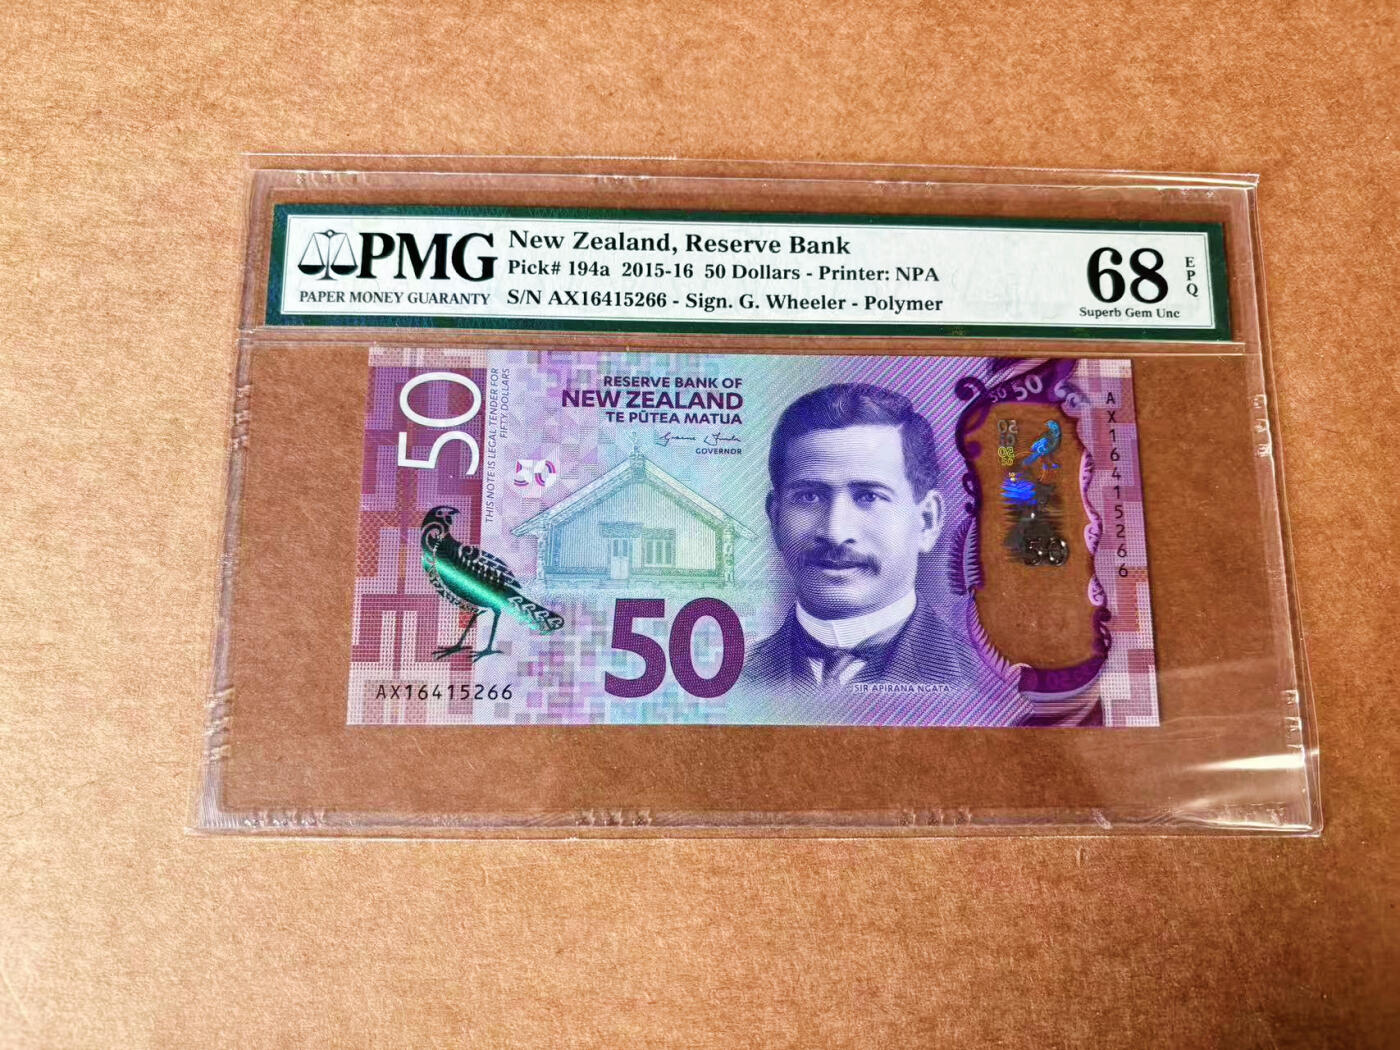 PMG
PAPER MONEY GUARANTY
New Zealand, Reserve Bank
Pick# 194a 2015-16 50 Dollars - Printer: NPA
S/N AX16415266 - Sign. G. Wheeler - Polymer
68
EPQ
Superb Gem Unc
50
THIS NOTE IS LEGAL TENDER FOR
FIFTY DOLLARS
RESERVE BANK OF
NEW ZEALAND
TE PŪTEA MATUA
GOVERNOR
50
50
SIR APIRANA NGATA
AX16415266
50 50
50
AX16415266